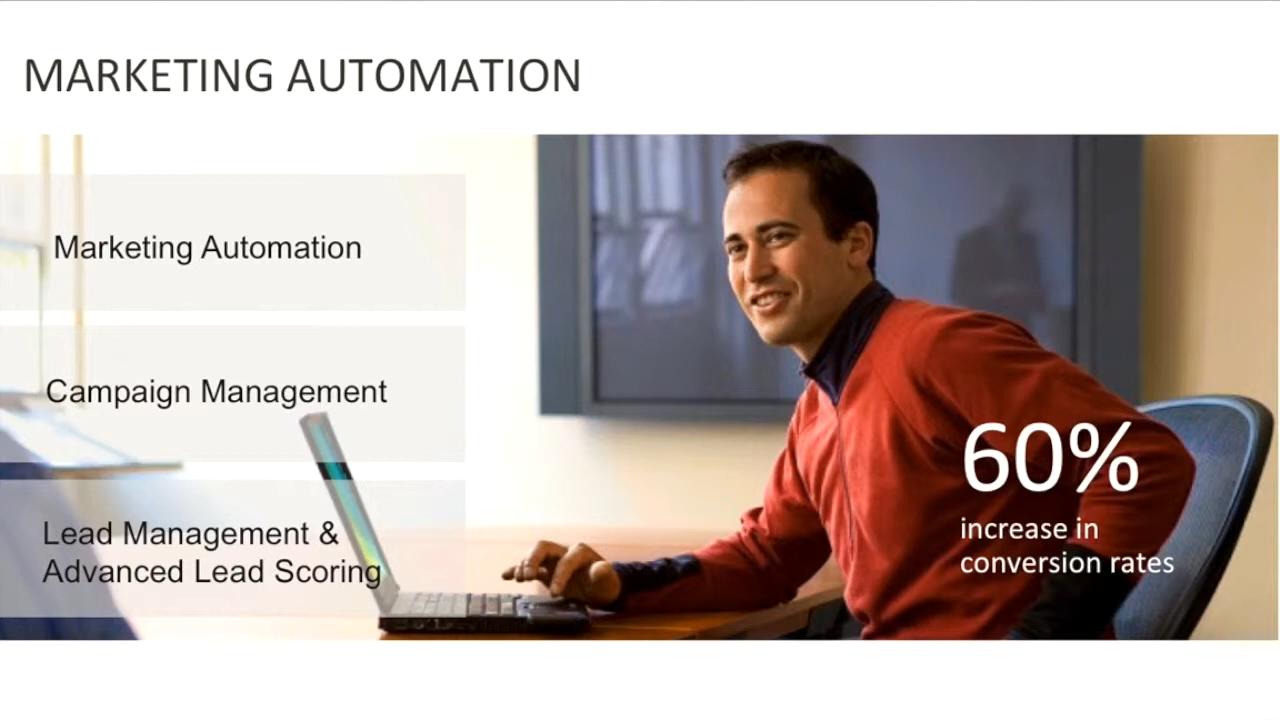 MARKETING AUTOMATION
Marketing Automation
Campaign Management
Lead Management &
Advanced Lead Scoring
60%
increase in
conversion rates